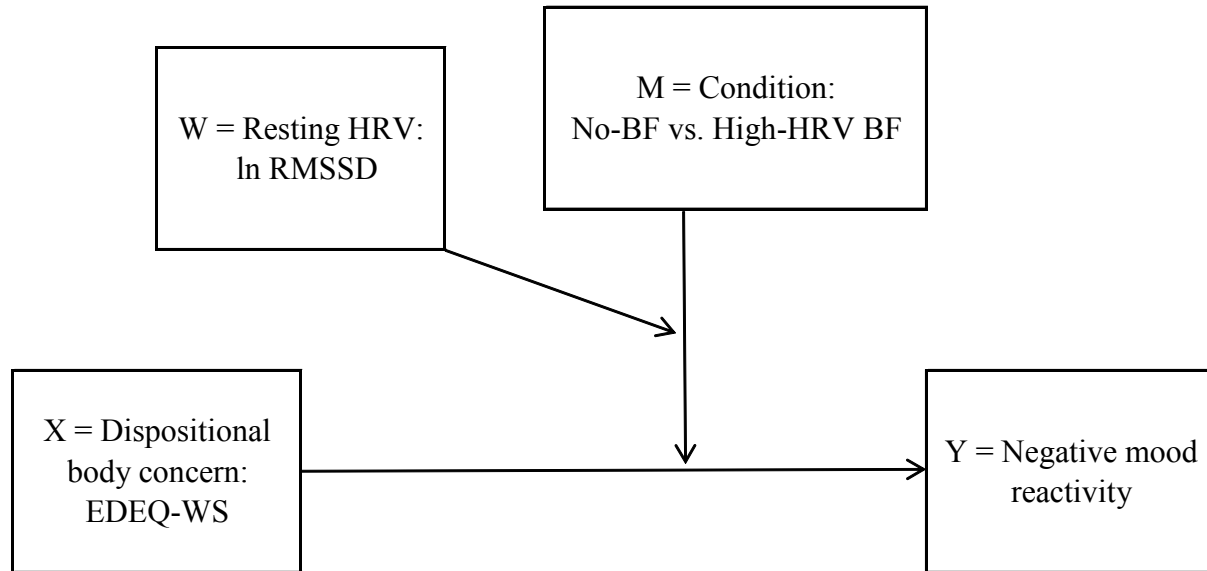 W = Resting HRV:
ln RMSSD
M = Condition:
No-BF vs. High-HRV BF
X = Dispositional
body concern:
EDEQ-WS
Y = Negative mood
reactivity